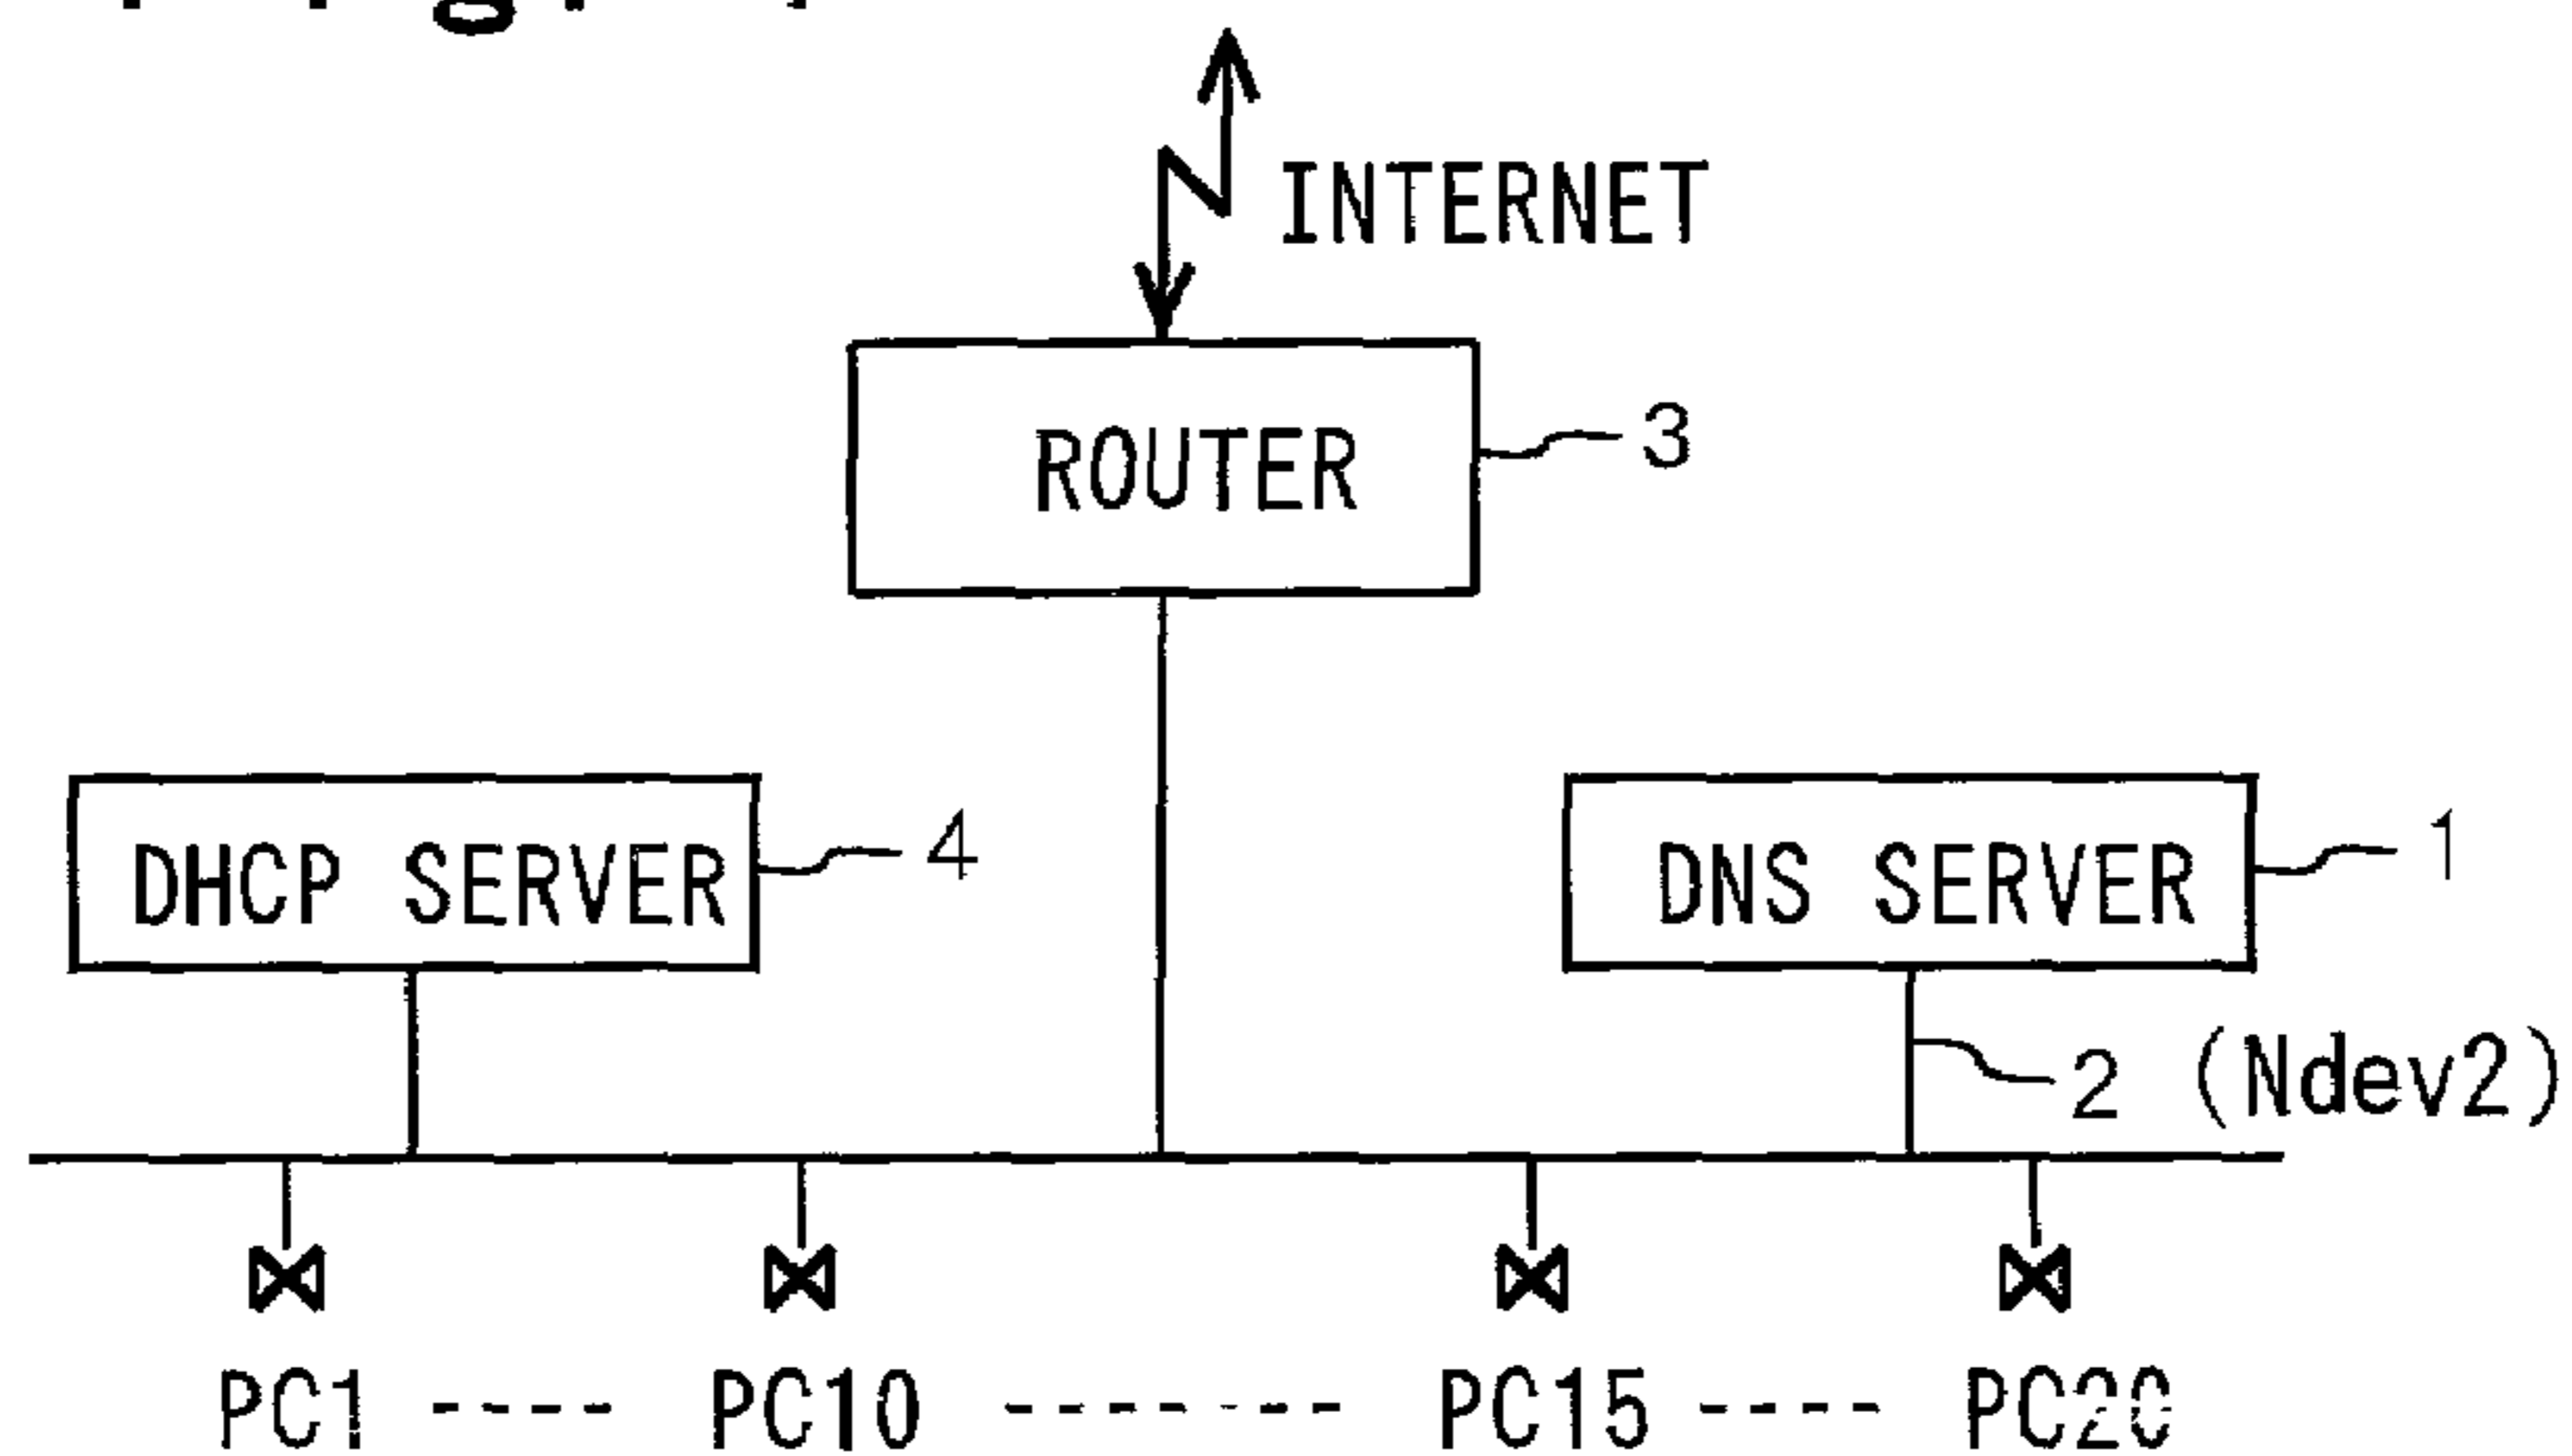 INTERNET
ROUTER
3
DHCP SERVER
4
DNS SERVER
1
2 (Ndev2)
PC1 ---- PC10 ------- PC15 ---- PC20